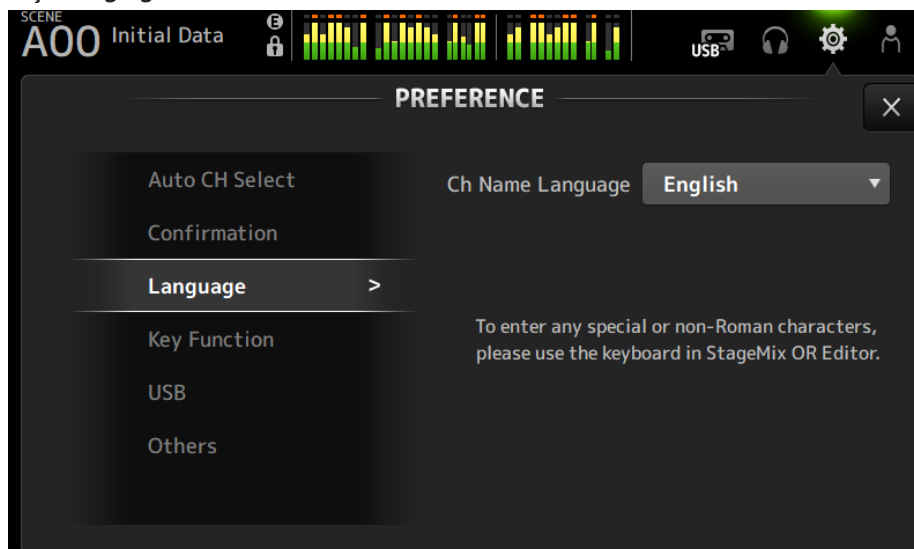 SCENE
A00 Initial Data
E
USB
PREFERENCE
Auto CH Select
Confirmation
Language >
Key Function
USB
Others
Ch Name Language English
To enter any special or non-Roman characters,
please use the keyboard in StageMix OR Editor.